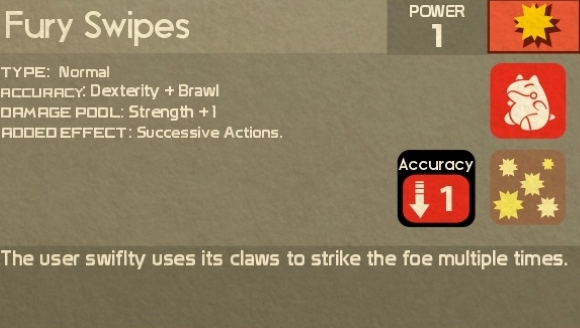 Fury Swipes
POWER
1
TYPE: Normal
ACCURACY: Dexterity + Brawl
DAMAGE POOL: Strength + 1
ADDED EFFECT: Successive Actions.
Accuracy
1
The user swiflty uses its claws to strike the foe multiple times.